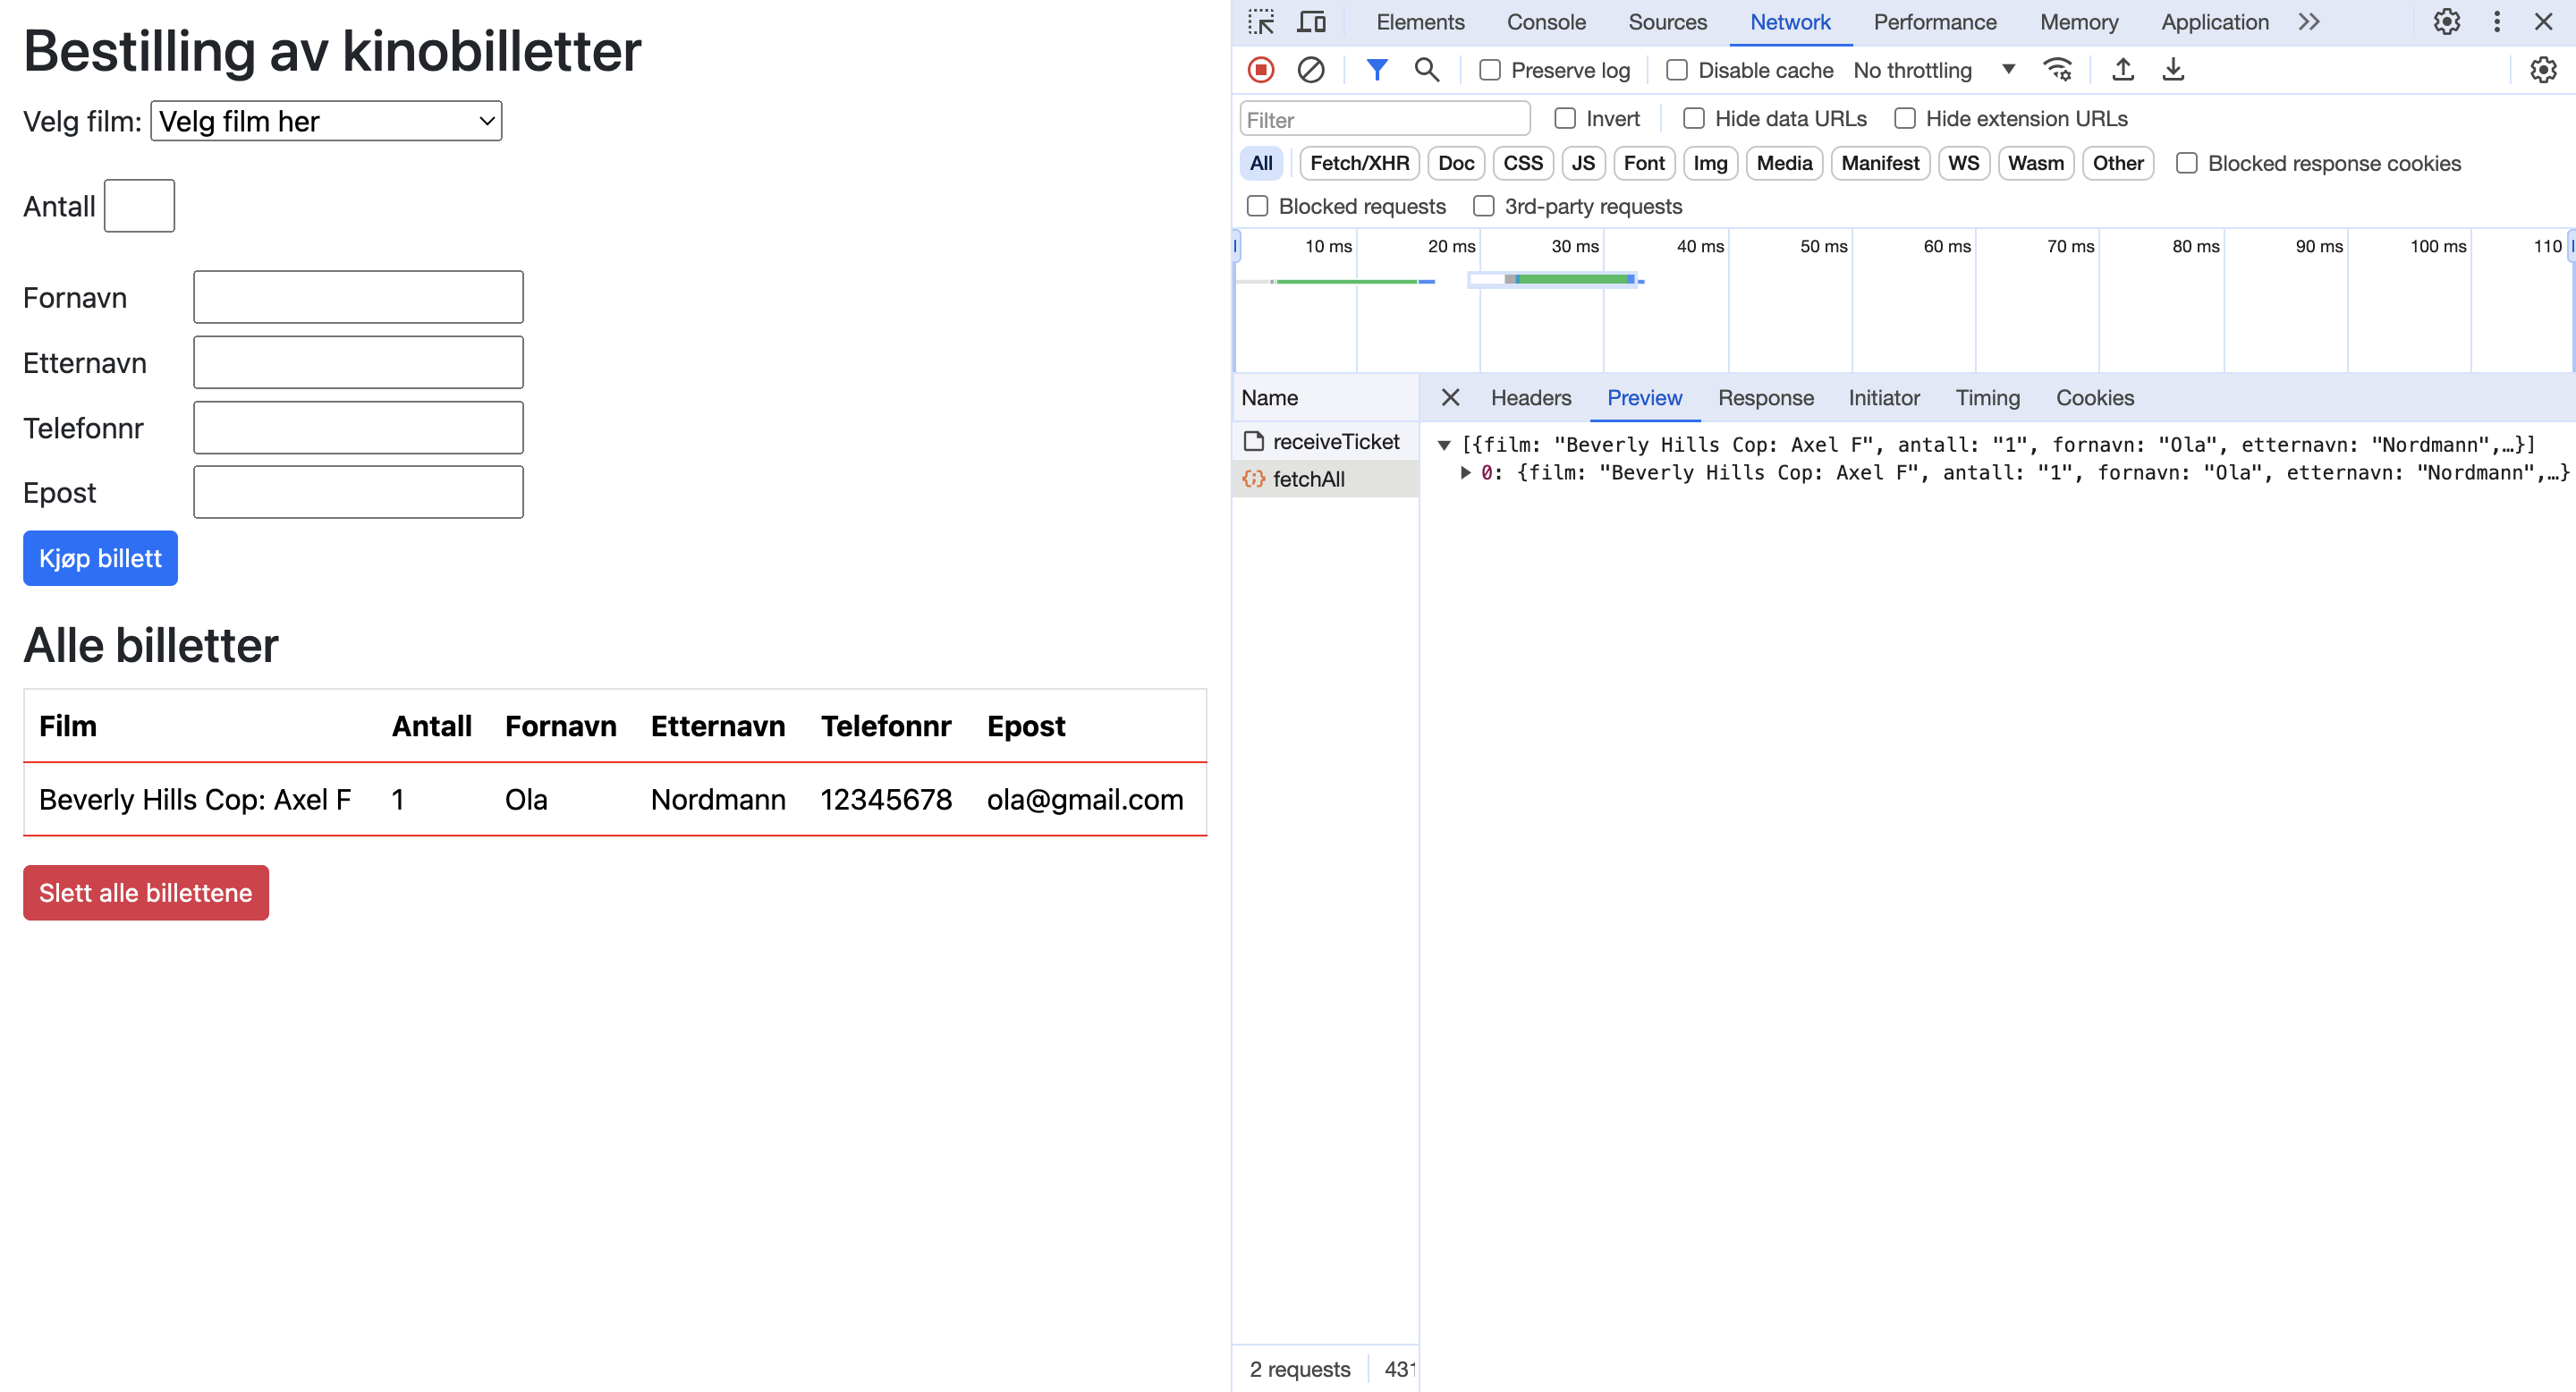 Bestilling av kinobilletter
Velg film: Velg film her
Antall
Fornavn
Etternavn
Telefonnr
Epost
Kjøp billett
Alle billetter
Film Antall Fornavn Etternavn Telefonnr Epost
Beverly Hills Cop: Axel F 1 Ola Nordmann 12345678 ola@gmail.com
Slett alle billettene
Elements Console Sources Network Performance Memory Application
Preserve log Disable cache No throttling
Filter Invert Hide data URLs Hide extension URLs
All Fetch/XHR Doc CSS JS Font Img Media Manifest WS Wasm Other Blocked response cookies
Blocked requests 3rd-party requests
10 ms 20 ms 30 ms 40 ms 50 ms 60 ms 70 ms 80 ms 90 ms 100 ms 110
Name Headers Preview Response Initiator Timing Cookies
receiveTicket
fetchAll
[{film: "Beverly Hills Cop: Axel F", antall: "1", fornavn: "Ola", etternavn: "Nordmann",…}]
0: {film: "Beverly Hills Cop: Axel F", antall: "1", fornavn: "Ola", etternavn: "Nordmann",…}
2 requests